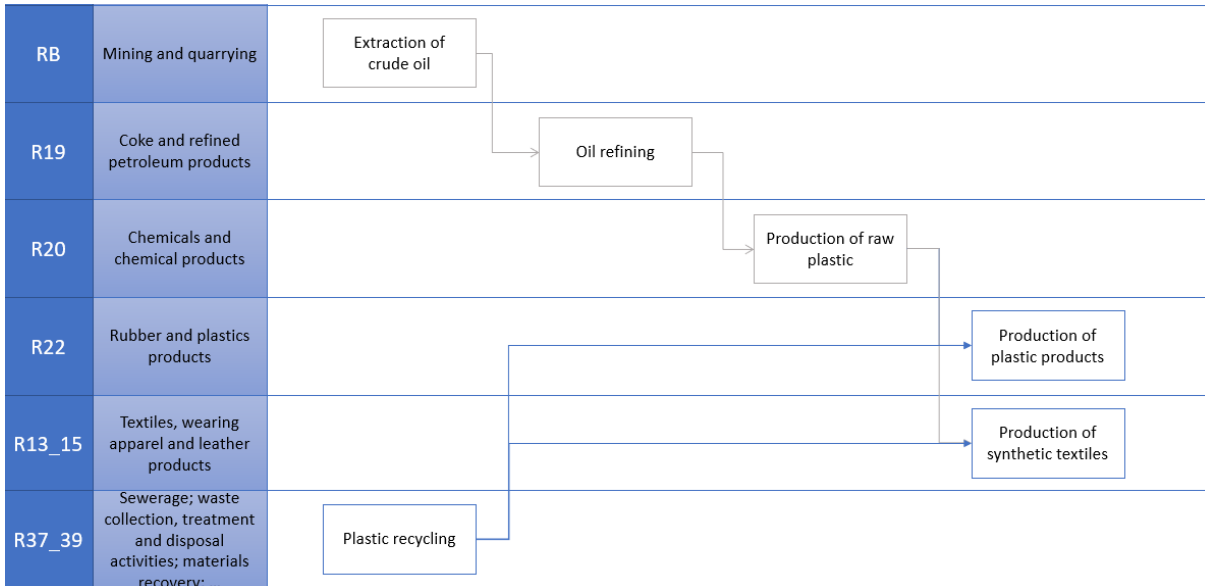 RB
Mining and quarrying
Extraction of
crude oil
R19
Coke and refined
petroleum products
Oil refining
R20
Chemicals and
chemical products
Production of raw
plastic
R22
Rubber and plastics
products
Production of
plastic products
R13_15
Textiles, wearing
apparel and leather
products
Production of
synthetic textiles
R37_39
Sewerage; waste
collection, treatment
and disposal
activities; materials
recovery; ...
Plastic recycling